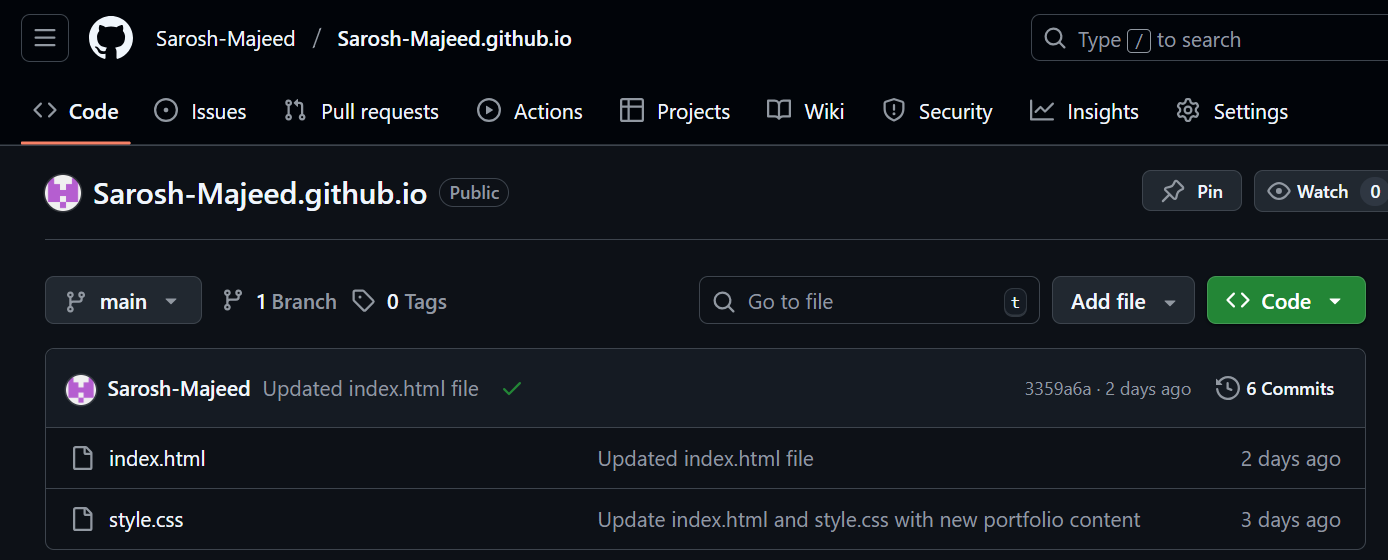 Sarosh-Majeed / Sarosh-Majeed.github.io Type / to search
Code Issues Pull requests Actions Projects Wiki Security Insights Settings
Sarosh-Majeed.github.io Public Pin Watch 0
main 1 Branch 0 Tags Go to file t Add file Code
Sarosh-Majeed Updated index.html file 3359a6a · 2 days ago 6 Commits
index.html Updated index.html file 2 days ago
style.css Update index.html and style.css with new portfolio content 3 days ago